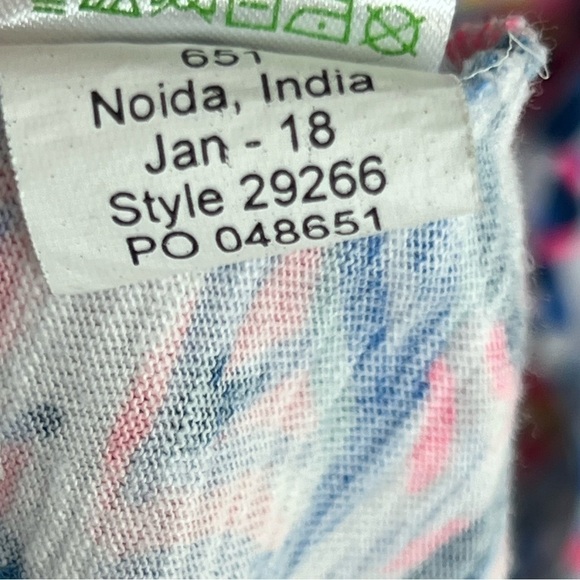 651
Noida, India
Jan - 18
Style 29266
PO 048651